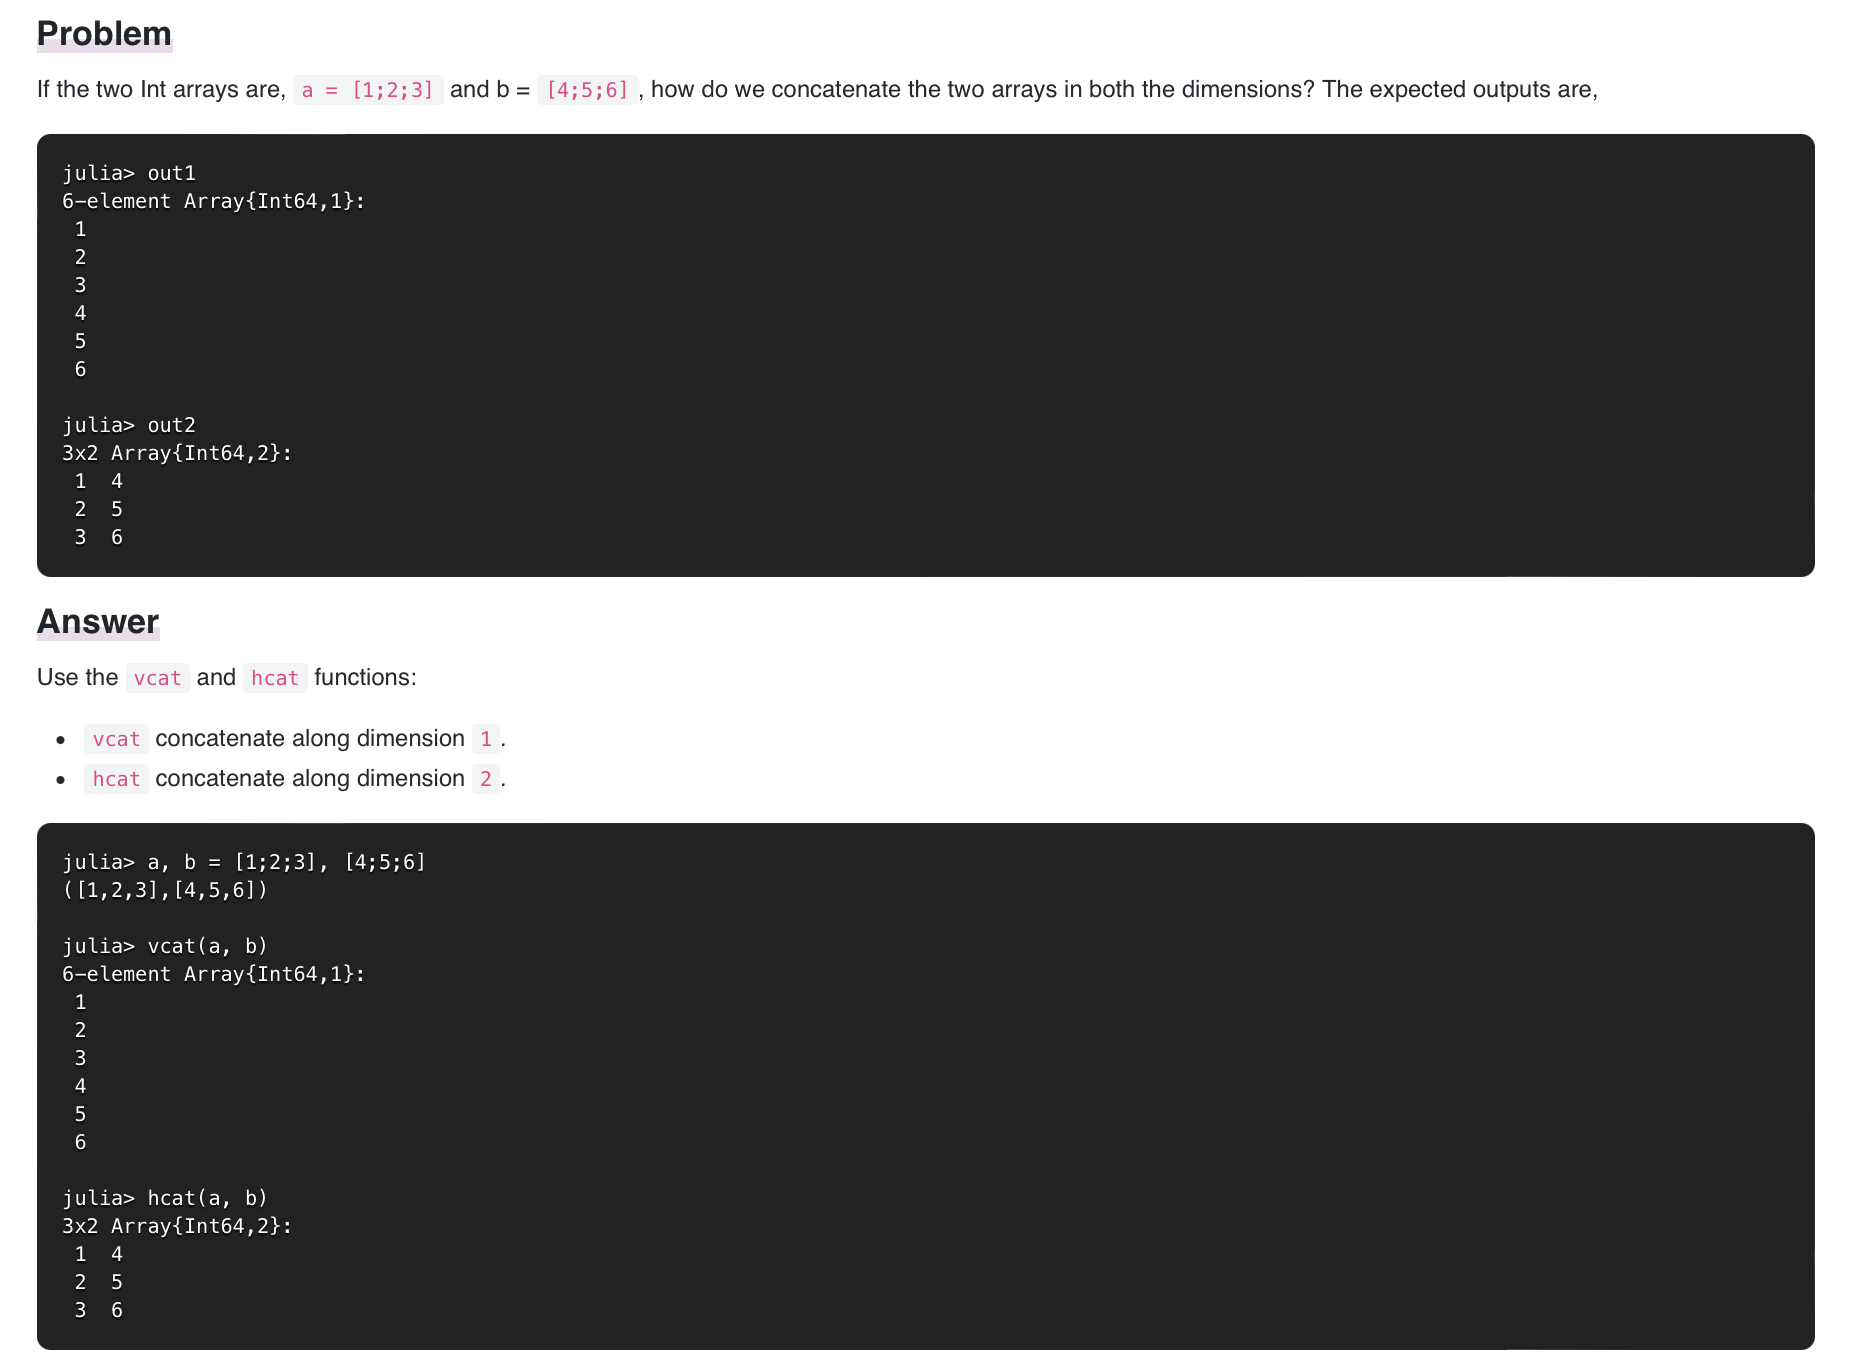 Problem
If the two Int arrays are, a = [1;2;3] and b = [4;5;6] , how do we concatenate the two arrays in both the dimensions? The expected outputs are,
julia> out1
6-element Array{Int64,1}:
 1
 2
 3
 4
 5
 6
julia> out2
3x2 Array{Int64,2}:
 1  4
 2  5
 3  6
Answer
Use the vcat and hcat functions:
• vcat concatenate along dimension 1 .
• hcat concatenate along dimension 2 .
julia> a, b = [1;2;3], [4;5;6]
([1,2,3],[4,5,6])
julia> vcat(a, b)
6-element Array{Int64,1}:
 1
 2
 3
 4
 5
 6
julia> hcat(a, b)
3x2 Array{Int64,2}:
 1  4
 2  5
 3  6